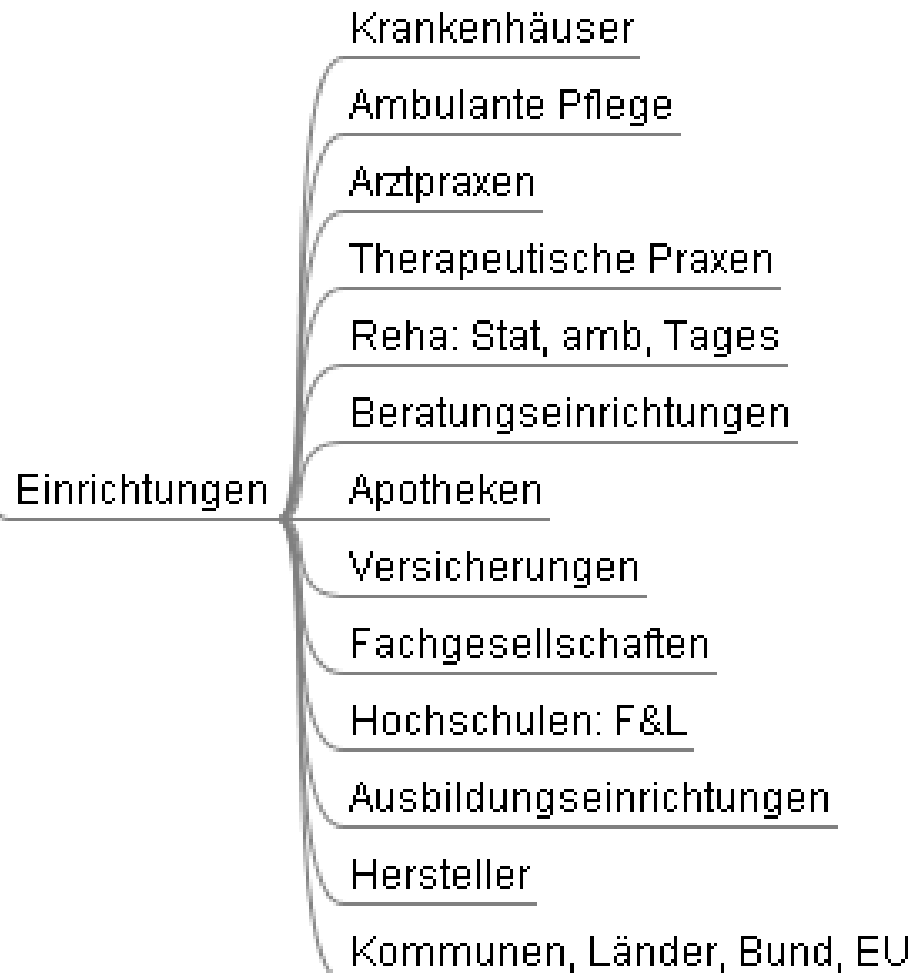 Krankenhäuser
Ambulante Pflege
Arztpraxen
Therapeutische Praxen
Reha: Stat, amb, Tages
Beratungseinrichtungen
Einrichtungen
Apotheken
Versicherungen
Fachgesellschaften
Hochschulen: F&L
Ausbildungseinrichtungen
Hersteller
Kommunen, Länder, Bund, EU